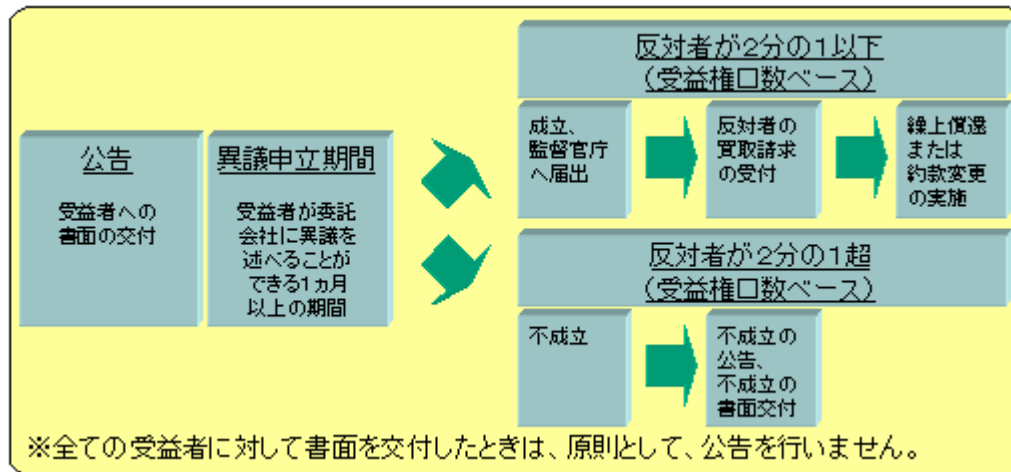 公告
受益者への
書面の交付
異議申立期間
受益者が委託
会社に異議を
述べることが
できる1ヵ月
以上の期間
反対者が2分の1以下
(受益権口数ベース)
成立、
監督官庁
へ届出
反対者の
買取請求
の受付
繰上償還
または
約款変更
の実施
反対者が2分の1超
(受益権口数ベース)
不成立
不成立の
公告、
不成立の
書面交付
※全ての受益者に対して書面を交付したときは、原則として、公告を行いません。